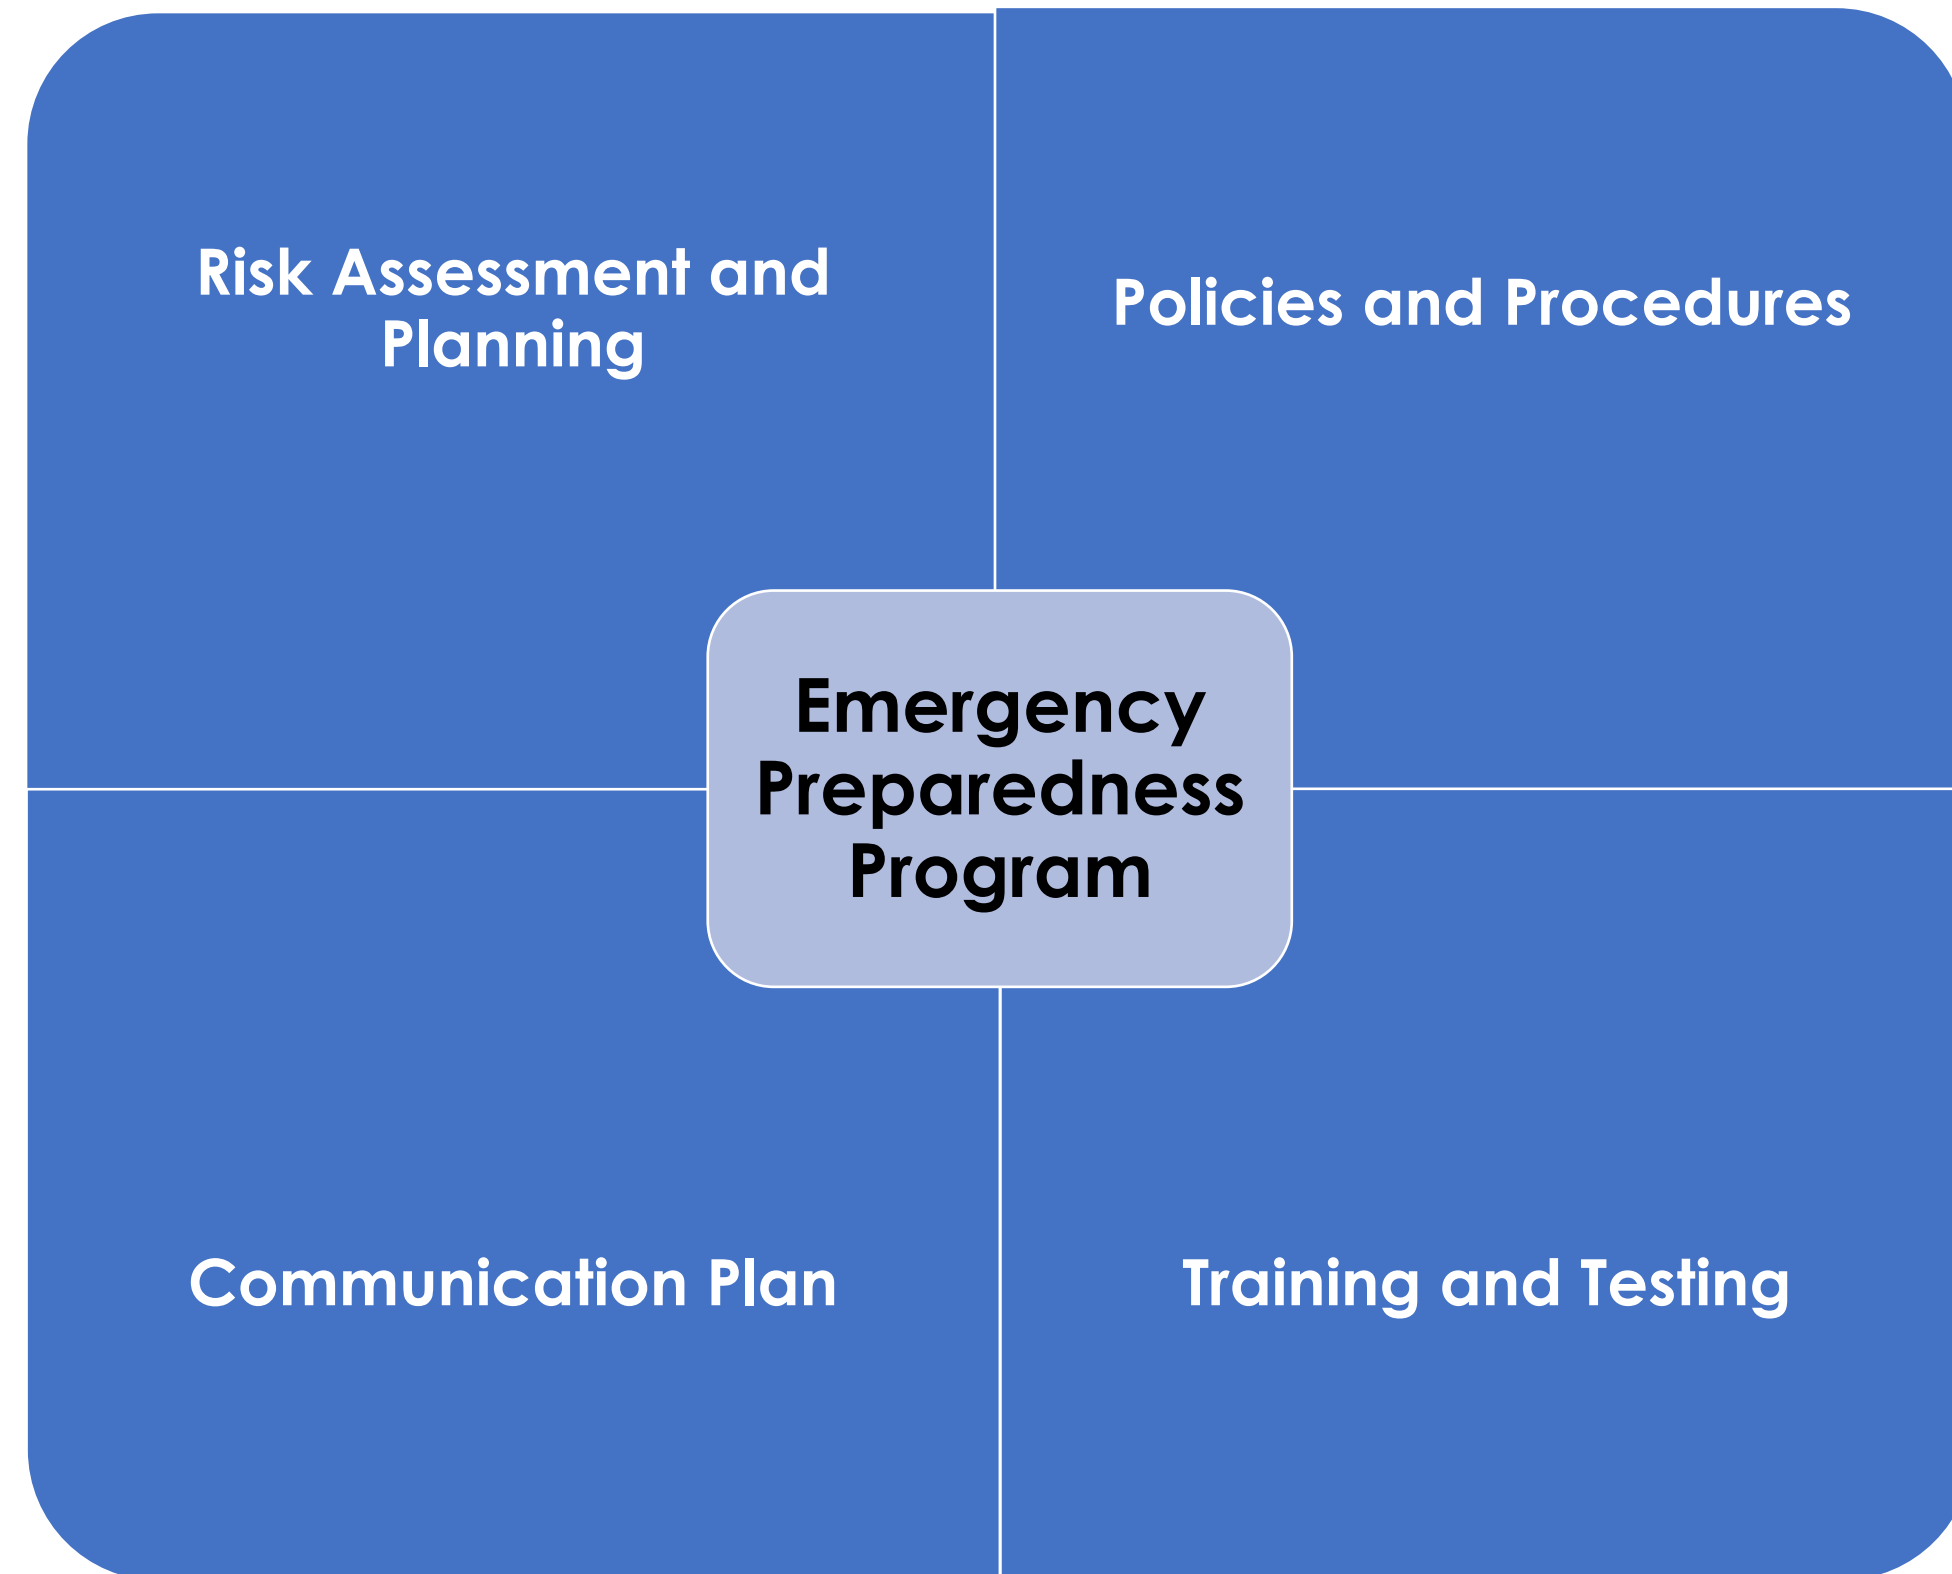 Risk Assessment and
Planning
Policies and Procedures
Emergency
Preparedness
Program
Communication Plan
Training and Testing